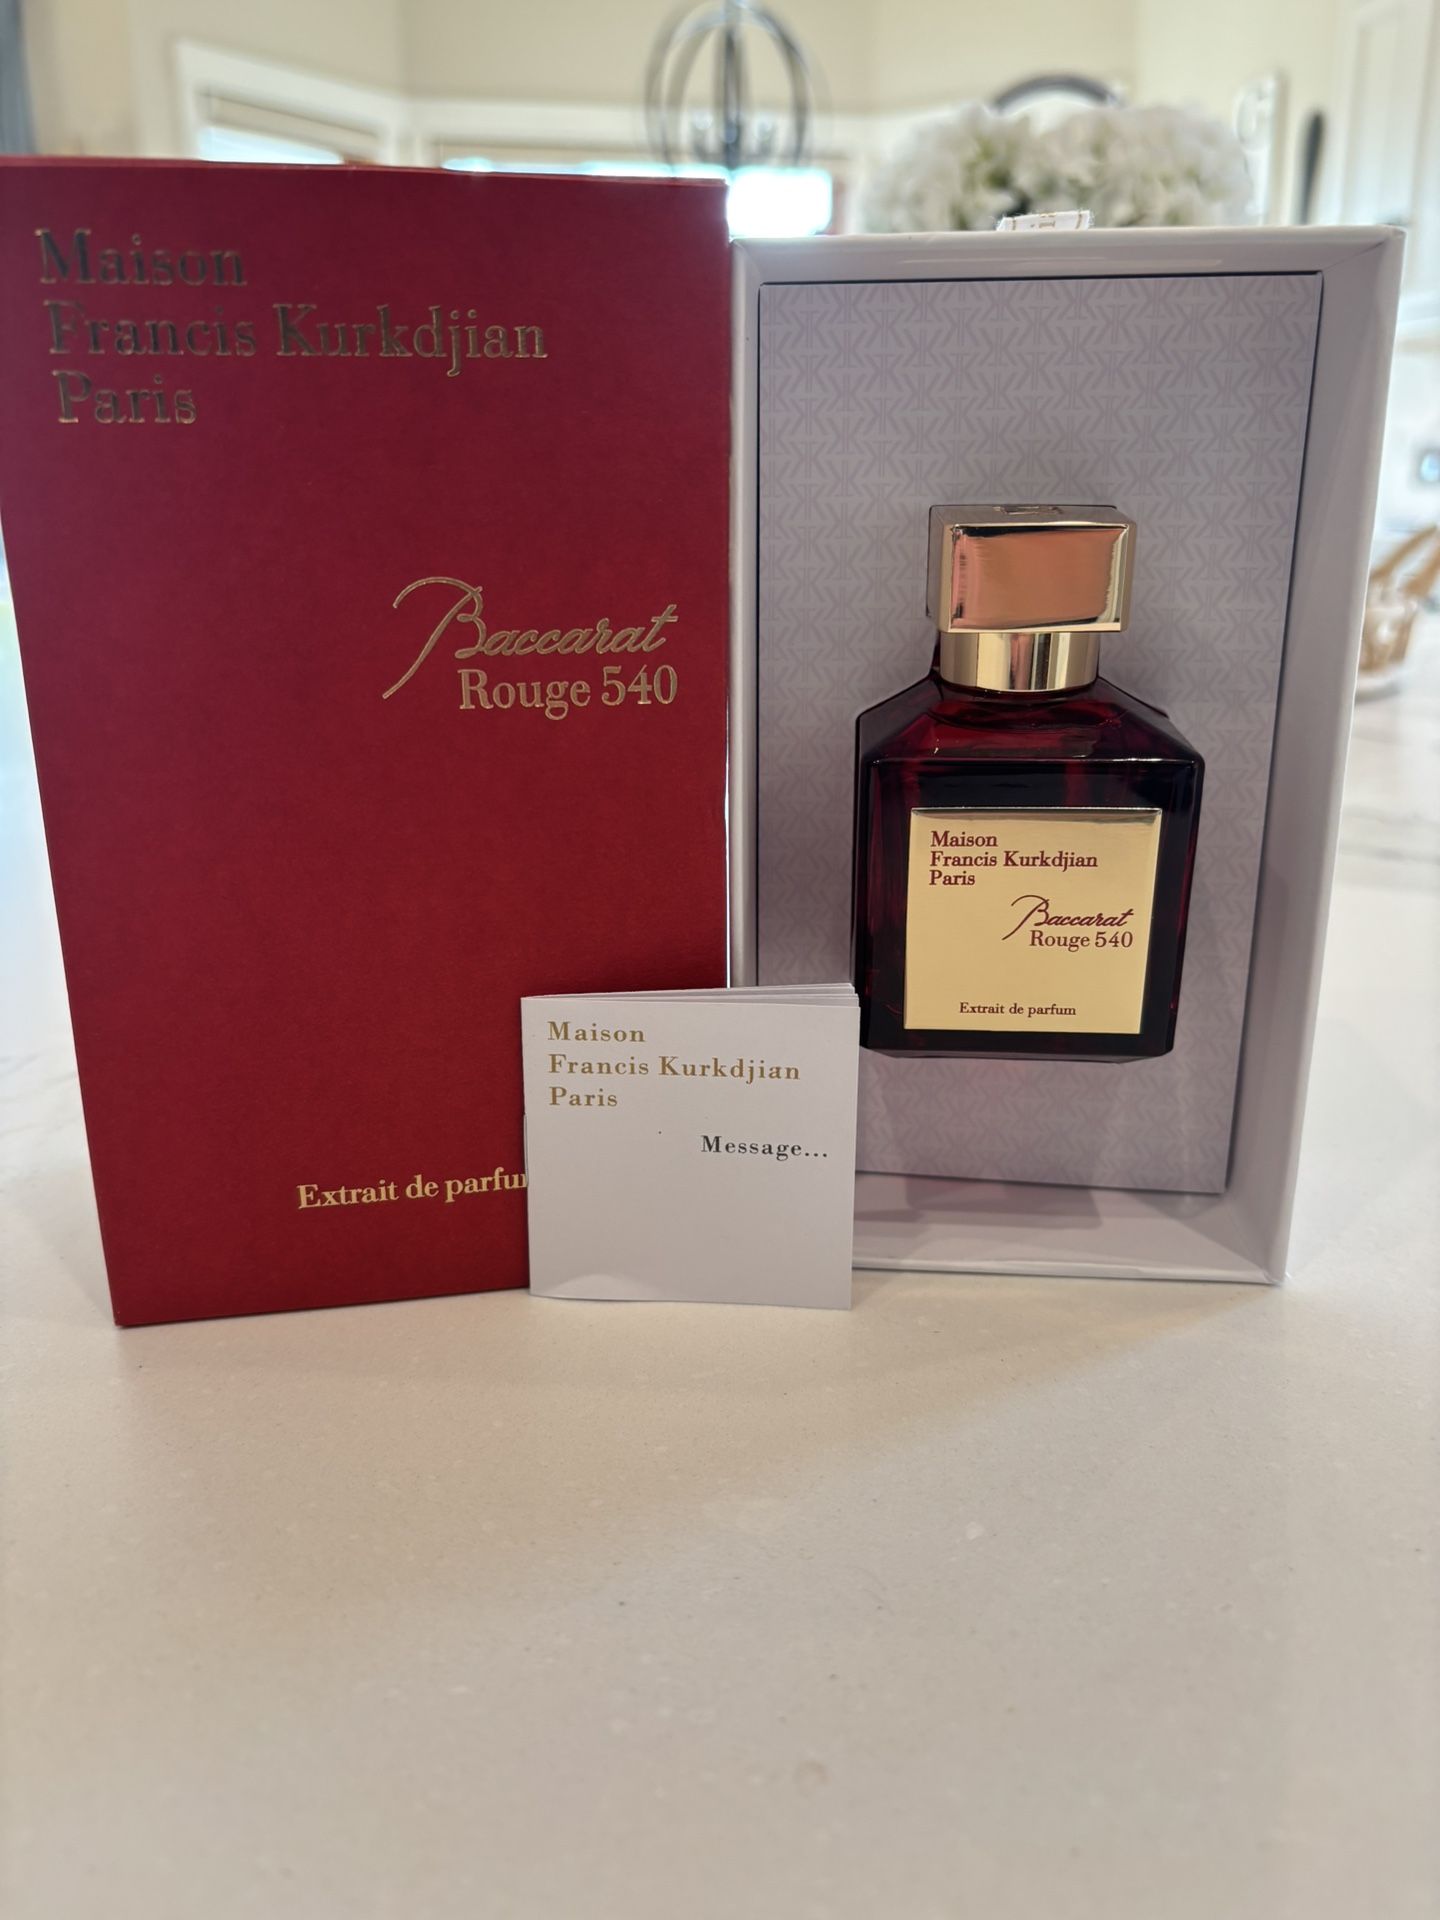 Maison
Francis Kurkdjian
Paris
Baccarat
Rouge 540
Extrait de parfu
Maison
Francis Kurkdjian
Paris
Message...
Maison
Francis Kurkdjian
Paris
Baccarat
Rouge 540
Extrait de parfum